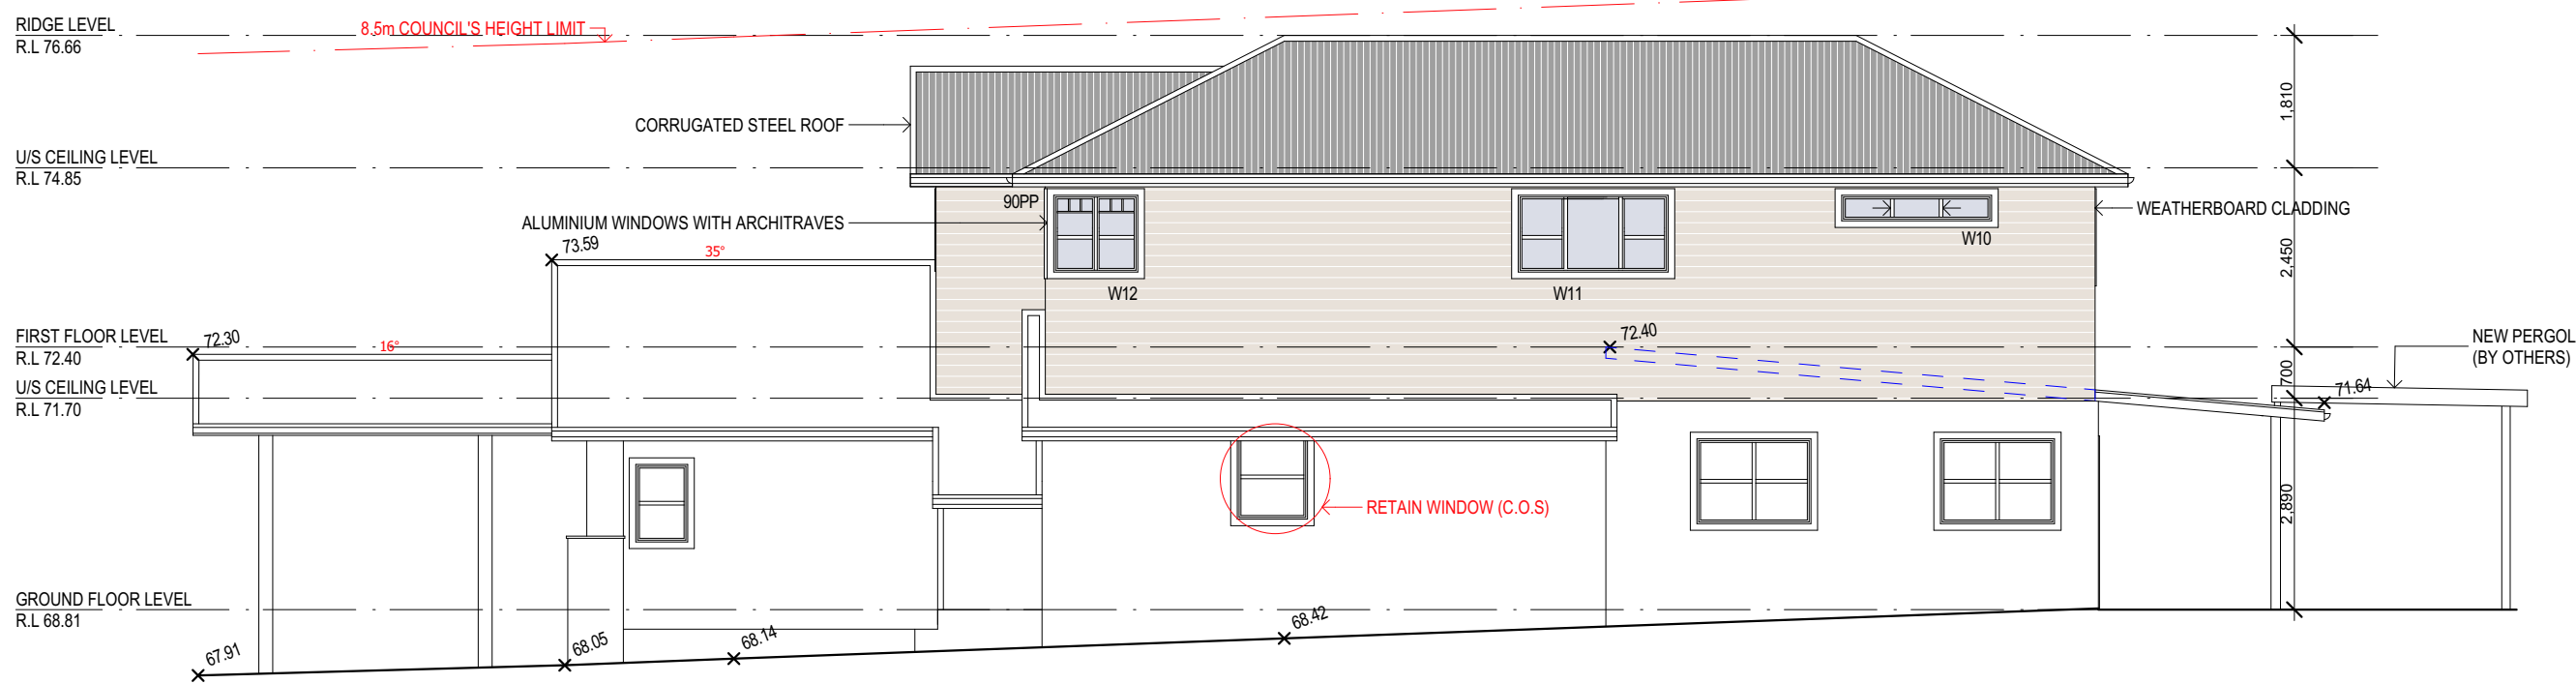 RIDGE LEVEL
R.L 76.66
8.5m COUNCIL'S HEIGHT LIMIT
1,810
CORRUGATED STEEL ROOF
U/S CEILING LEVEL
R.L 74.85
90PP
ALUMINIUM WINDOWS WITH ARCHITRAVES
WEATHERBOARD CLADDING
W10
73.59
35°
2,450
W12
W11
FIRST FLOOR LEVEL
R.L 72.40
72.30
16°
72.40
NEW PERGOL
(BY OTHERS)
U/S CEILING LEVEL
R.L 71.70
700
71.64
RETAIN WINDOW (C.O.S)
2,890
GROUND FLOOR LEVEL
R.L 68.81
67.91
68.05
68.14
68.42